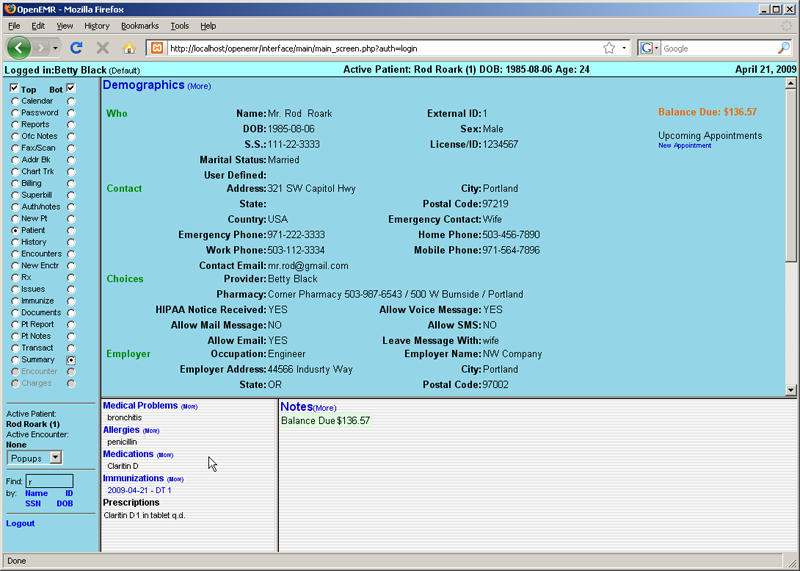 OpenEMR - Mozilla Firefox
File Edit View History Bookmarks Tools Help
http://localhost/openemr/interface/main/main_screen.php?auth=login
Google
Logged in:Betty Black (Default) Active Patient: Rod Roark (1) DOB: 1985-08-06 Age: 24 April 21, 2009
Top Bot
Calendar
Password
Reports
Ofc Notes
Fax/Scan
Addr Bk
Chart Trk
Billing
Superbill
Auth/notes
New Pt
Patient
History
Encounters
New Enctr
Rx
Issues
Immunize
Documents
Pt Report
Pt Notes
Transact
Summary
Encounter
Charges
Active Patient:
Rod Roark (1)
Active Encounter:
None
Popups
Find: r
by: Name ID
SSN DOB
Logout
Demographics (More)
Who Name: Mr. Rod Roark External ID: 1
DOB: 1985-08-06 Sex: Male
S.S.: 111-22-3333 License/ID: 1234567
Marital Status: Married
User Defined:
Contact Address: 321 SW Capitol Hwy City: Portland
State: Postal Code: 97219
Country: USA Emergency Contact: Wife
Emergency Phone: 971-222-3333 Home Phone: 503-456-7890
Work Phone: 503-112-3334 Mobile Phone: 971-564-7896
Contact Email: mr.rod@gmail.com
Choices Provider: Betty Black
Pharmacy: Corner Pharmacy 503-987-6543 / 500 W Burnside / Portland
HIPAA Notice Received: YES Allow Voice Message: YES
Allow Mail Message: NO Allow SMS: NO
Allow Email: YES Leave Message With: wife
Employer Occupation: Engineer Employer Name: NW Company
Employer Address: 44566 Indusrty Way City: Portland
State: OR Postal Code: 97002
Balance Due: $136.57
Upcoming Appointments
New Appointment
Medical Problems (More)
bronchitis
Allergies (More)
penicillin
Medications (More)
Claritin D
Immunizations (More)
2009-04-21 - DT 1
Prescriptions
Claritin D 1 in tablet q.d.
Notes(More)
Balance Due $136.57
Done